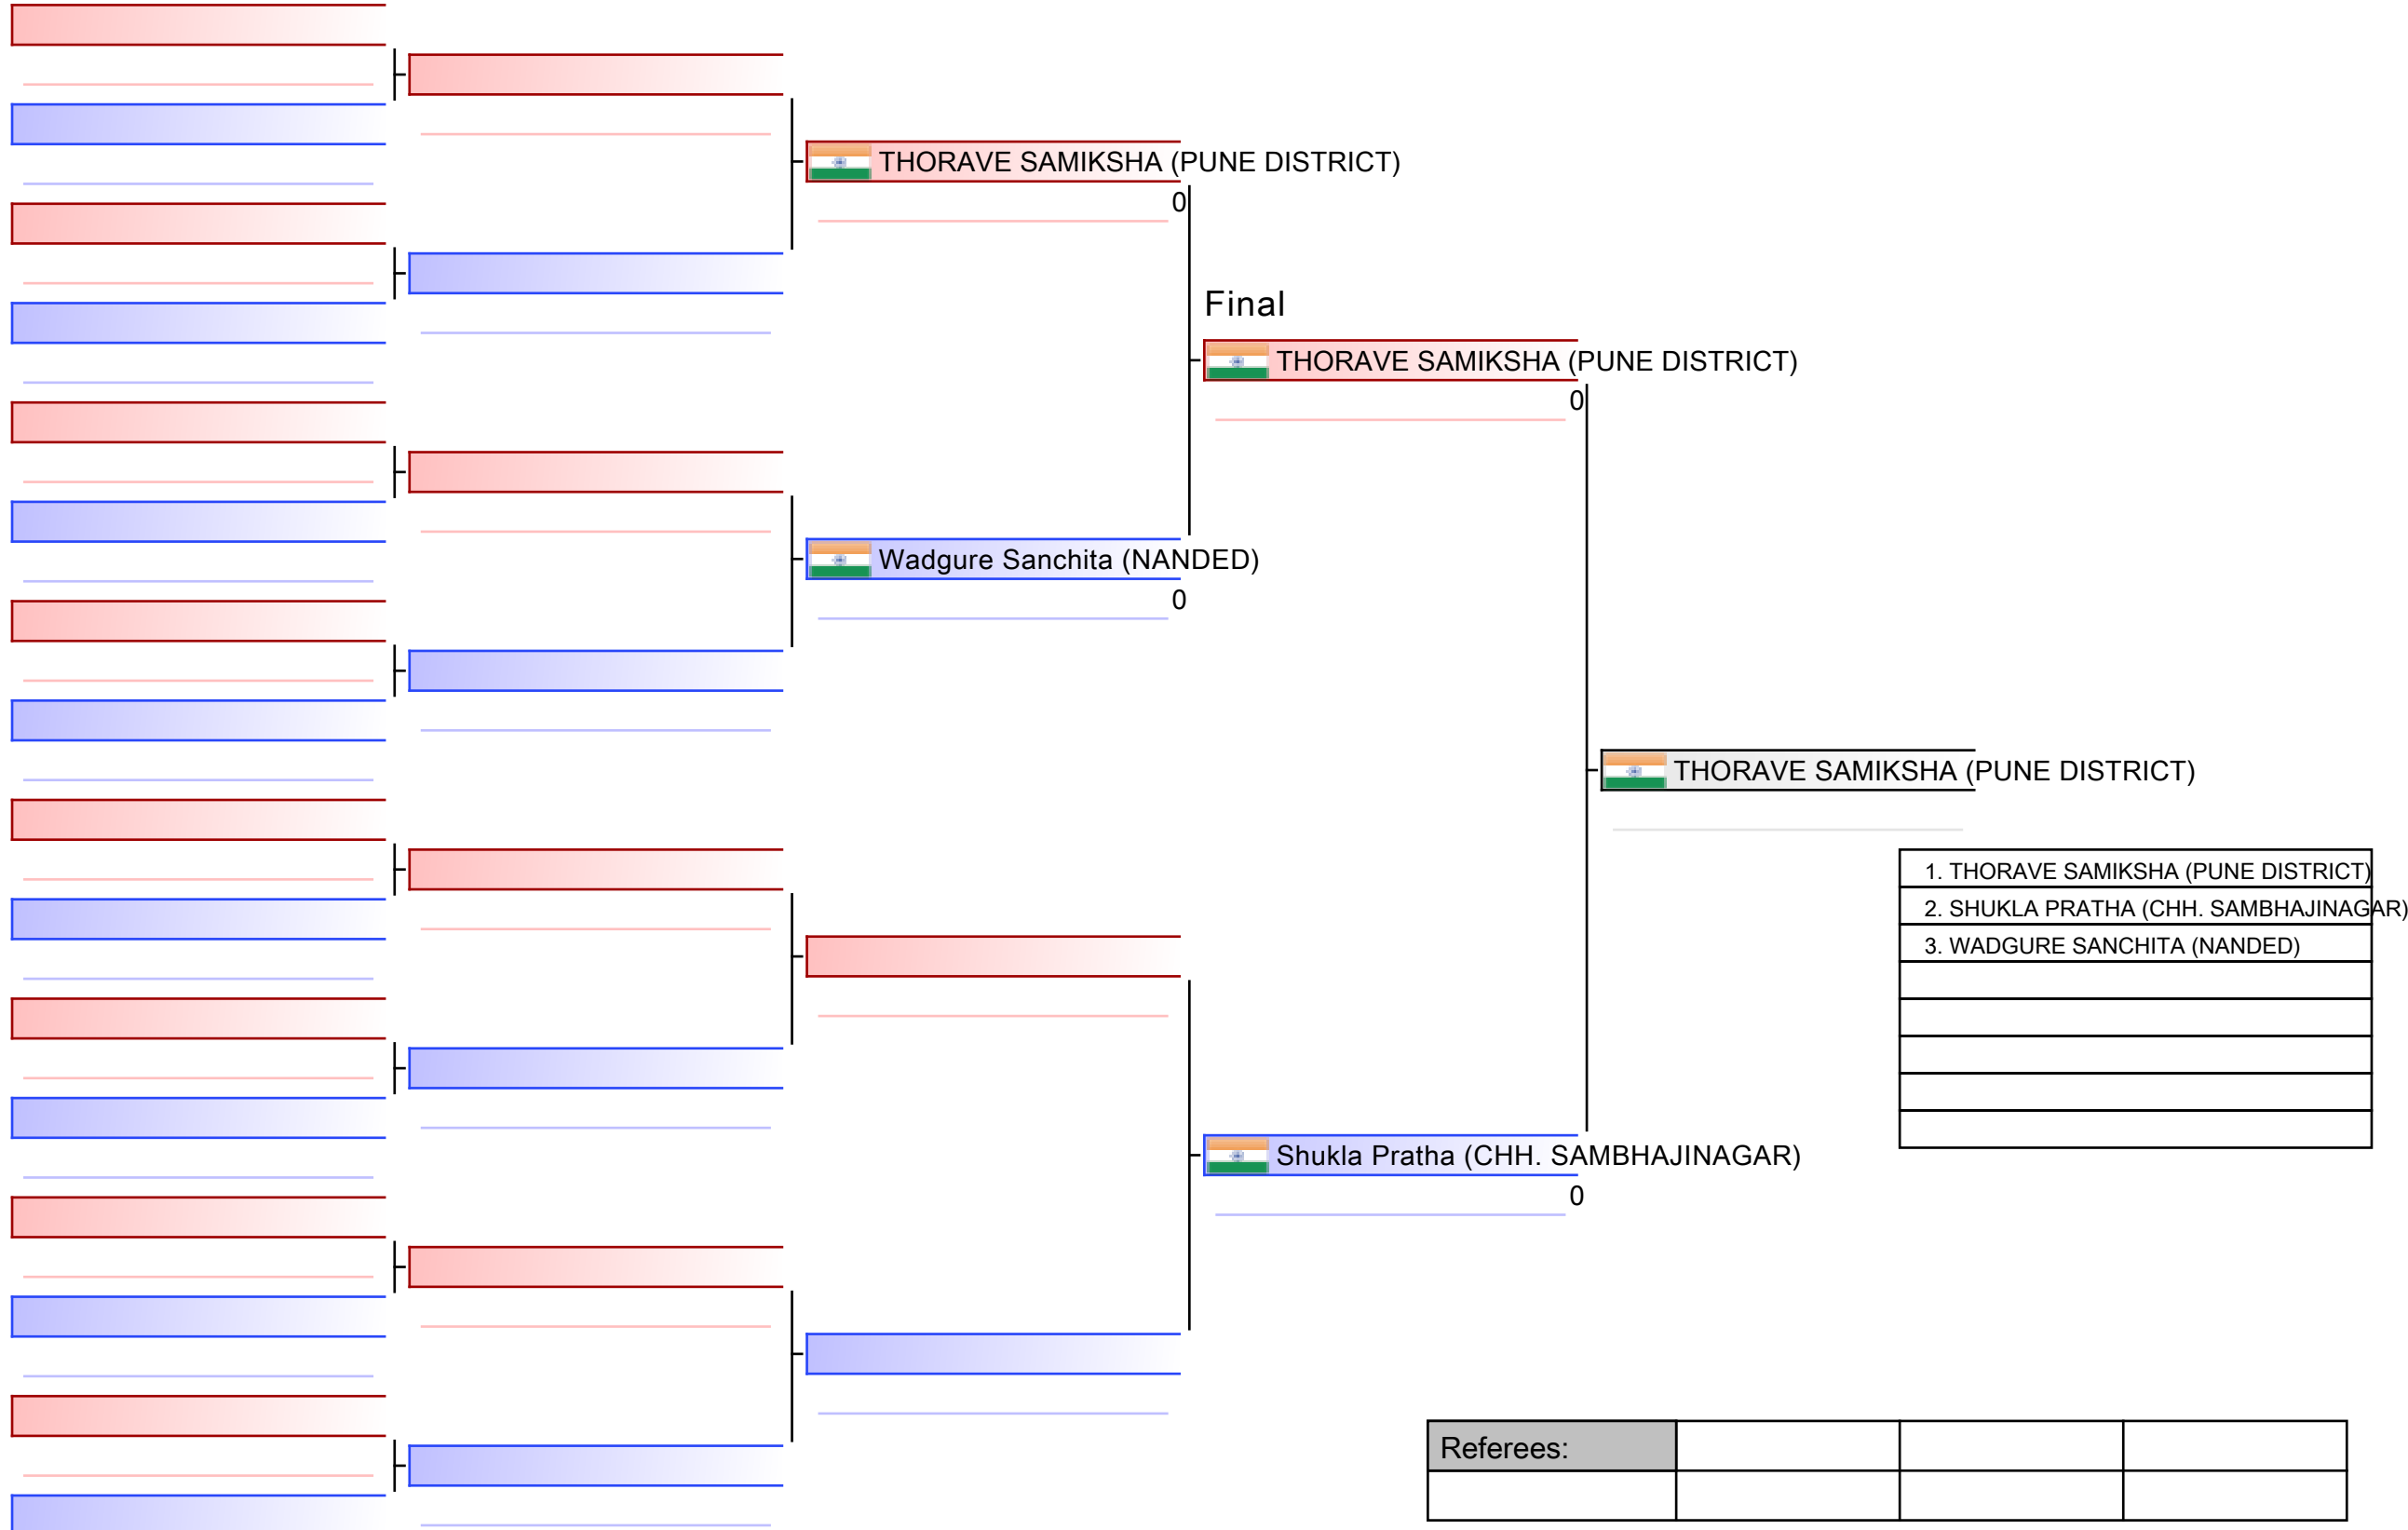 THORAVE SAMIKSHA (PUNE DISTRICT)
0
Final
THORAVE SAMIKSHA (PUNE DISTRICT)
0
Wadgure Sanchita (NANDED)
0
THORAVE SAMIKSHA (PUNE DISTRICT)
1. THORAVE SAMIKSHA (PUNE DISTRICT)
2. SHUKLA PRATHA (CHH. SAMBHAJINAGAR)
3. WADGURE SANCHITA (NANDED)
Shukla Pratha (CHH. SAMBHAJINAGAR)
0
Referees: